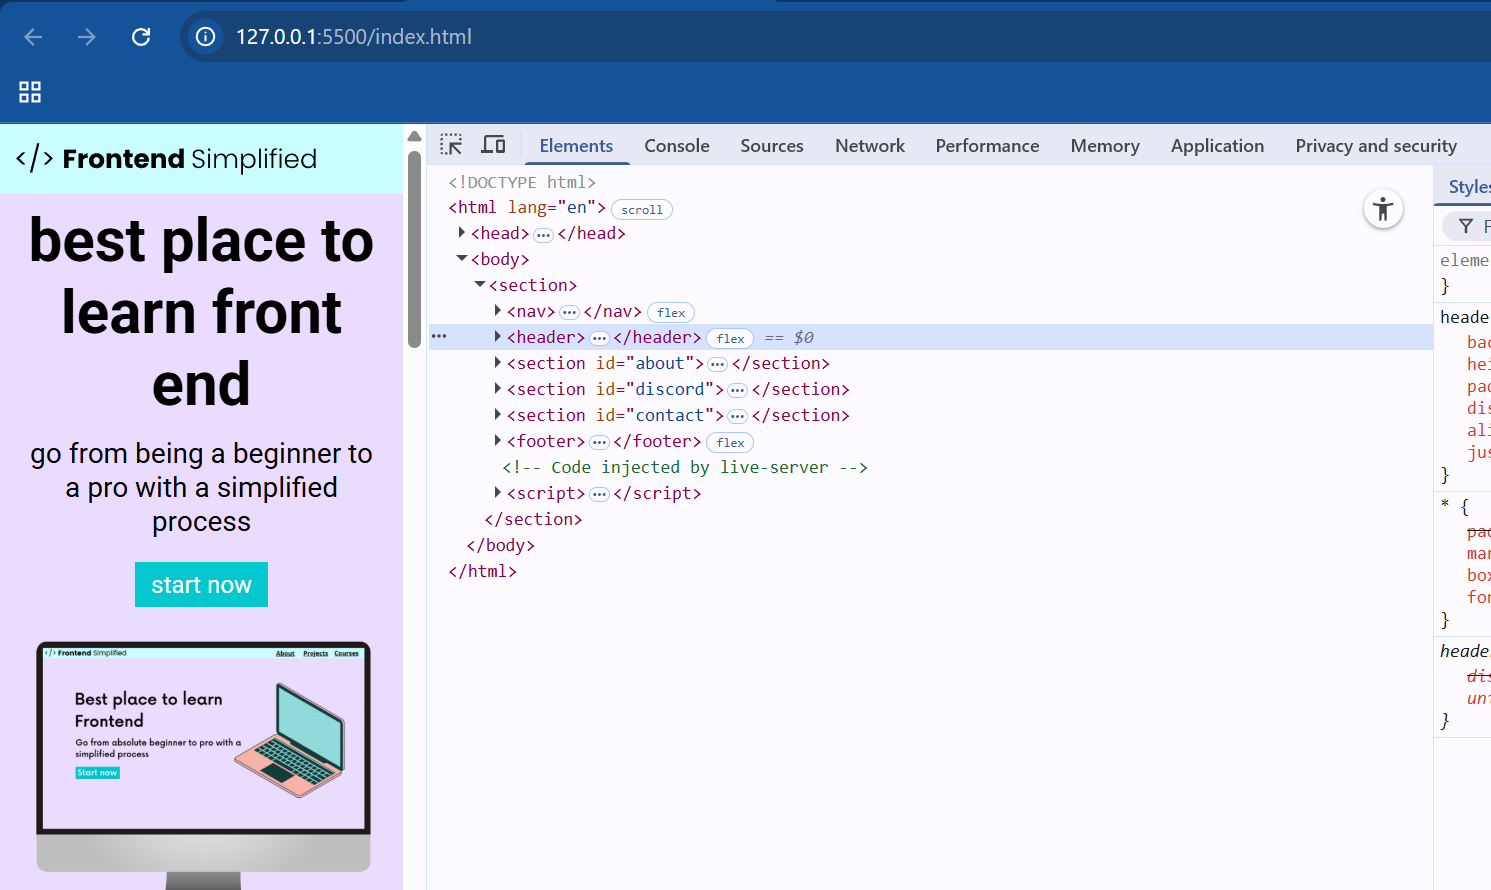 127.0.0.1:5500/index.html
</> Frontend Simplified
best place to
learn front
end
go from being a beginner to
a pro with a simplified
process
start now
</> Frontend Simplified
About Projects Courses
Best place to learn
Frontend
Go from absolute beginner to pro with a
simplified process
Start now
Elements Console Sources Network Performance Memory Application Privacy and security
<!DOCTYPE html>
<html lang="en"> scroll
<head> ... </head>
<body>
<section>
<nav> ... </nav> flex
... <header> ... </header> flex == $0
<section id="about"> ... </section>
<section id="discord"> ... </section>
<section id="contact"> ... </section>
<footer> ... </footer> flex
<!-- Code injected by live-server -->
<script> ... </script>
</section>
</body>
</html>
Styles
F
eleme
}
heade
bac
hei
pad
dis
ali
jus
}
* {
pad
mar
box
fon
}
heade
dis
uni
}